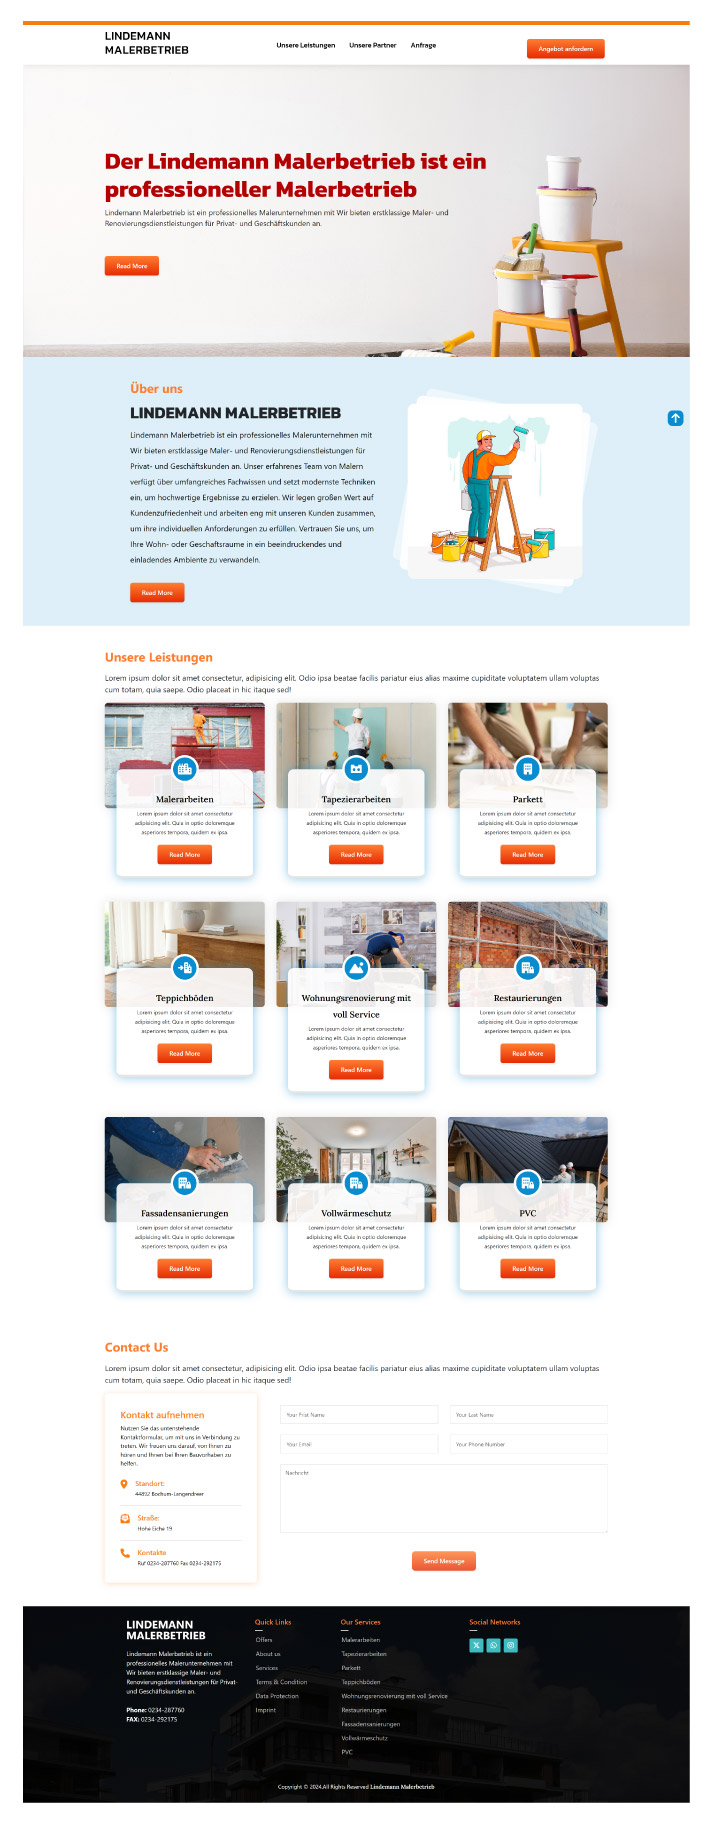 LINDEMANN
MALERBETRIEB
Unsere Leistungen
Unsere Partner
Anfrage
Angebot anfordern
Der Lindemann Malerbetrieb ist ein
professioneller Malerbetrieb
Lindemann Malerbetrieb ist ein professionelles Malerunternehmen mit Wir bieten erstklassige Maler- und
Renovierungsdienstleistungen für Privat- und Geschäftskunden an.
Read More
Über uns
LINDEMANN MALERBETRIEB
Lindemann Malerbetrieb ist ein professionelles Malerunternehmen mit
Wir bieten erstklassige Maler- und Renovierungsdienstleistungen für
Privat- und Geschäftskunden an. Unser erfahrenes Team von Malern
verfügt über umfangreiches Fachwissen und setzt modernste Techniken
ein, um hochwertige Ergebnisse zu erzielen. Wir legen großen Wert auf
Kundenzufriedenheit und arbeiten eng mit unseren Kunden zusammen,
um ihre individuellen Anforderungen zu erfüllen. Vertrauen Sie uns, um
Ihre Wohn- oder Geschäftsräume in ein beeindruckendes und
einladendes Ambiente zu verwandeln.
Read More
Unsere Leistungen
Lorem ipsum dolor sit amet consectetur, adipisicing elit. Odio ipsa beatae facilis pariatur eius alias maxime cupiditate voluptatem ullam voluptas
cum totam, quia saepe. Odio placeat in hic itaque sed!
Malerarbeiten
Lorem ipsum dolor sit amet consectetur
adipisicing elit. Quia in optio doloremque
asperiores tempora, quidem ex ipsa.
Read More
Tapezierarbeiten
Lorem ipsum dolor sit amet consectetur
adipisicing elit. Quia in optio doloremque
asperiores tempora, quidem ex ipsa.
Read More
Parkett
Lorem ipsum dolor sit amet consectetur
adipisicing elit. Quia in optio doloremque
asperiores tempora, quidem ex ipsa.
Read More
Teppichböden
Lorem ipsum dolor sit amet consectetur
adipisicing elit. Quia in optio doloremque
asperiores tempora, quidem ex ipsa.
Read More
Wohnungsrenovierung mit
voll Service
Lorem ipsum dolor sit amet consectetur
adipisicing elit. Quia in optio doloremque
asperiores tempora, quidem ex ipsa.
Read More
Restaurierungen
Lorem ipsum dolor sit amet consectetur
adipisicing elit. Quia in optio doloremque
asperiores tempora, quidem ex ipsa.
Read More
Fassadensanierungen
Lorem ipsum dolor sit amet consectetur
adipisicing elit. Quia in optio doloremque
asperiores tempora, quidem ex ipsa.
Read More
Vollwärmeschutz
Lorem ipsum dolor sit amet consectetur
adipisicing elit. Quia in optio doloremque
asperiores tempora, quidem ex ipsa.
Read More
PVC
Lorem ipsum dolor sit amet consectetur
adipisicing elit. Quia in optio doloremque
asperiores tempora, quidem ex ipsa.
Read More
Contact Us
Lorem ipsum dolor sit amet consectetur, adipisicing elit. Odio ipsa beatae facilis pariatur eius alias maxime cupiditate voluptatem ullam voluptas
cum totam, quia saepe. Odio placeat in hic itaque sed!
Kontakt aufnehmen
Nutzen Sie das untenstehende
Kontaktformular, um mit uns in Verbindung zu
treten. Wir freuen uns darauf, von Ihnen zu
hören und Ihnen bei Ihren Bauvorhaben zu
helfen.
Standort:
44892 Bochum-Langendreer
Straße:
Hohe Eiche 19
Kontakte
Ruf 0234-287760 Fax 0234-292175
Your First Name
Your Last Name
Your Email
Your Phone Number
Nachricht
Send Message
LINDEMANN
MALERBETRIEB
Lindemann Malerbetrieb ist ein
professionelles Malerunternehmen mit
Wir bieten erstklassige Maler- und
Renovierungsdienstleistungen für Privat-
und Geschäftskunden an.
Phone: 0234-287760
FAX: 0234-292175
Quick Links
Offers
About us
Services
Terms & Condition
Data Protection
Imprint
Our Services
Malerarbeiten
Tapezierarbeiten
Parkett
Teppichböden
Wohnungsrenovierung mit voll Service
Restaurierungen
Fassadensanierungen
Vollwärmeschutz
PVC
Social Networks
Copyright © 2024.All Rights Reserved Lindemann Malerbetrieb